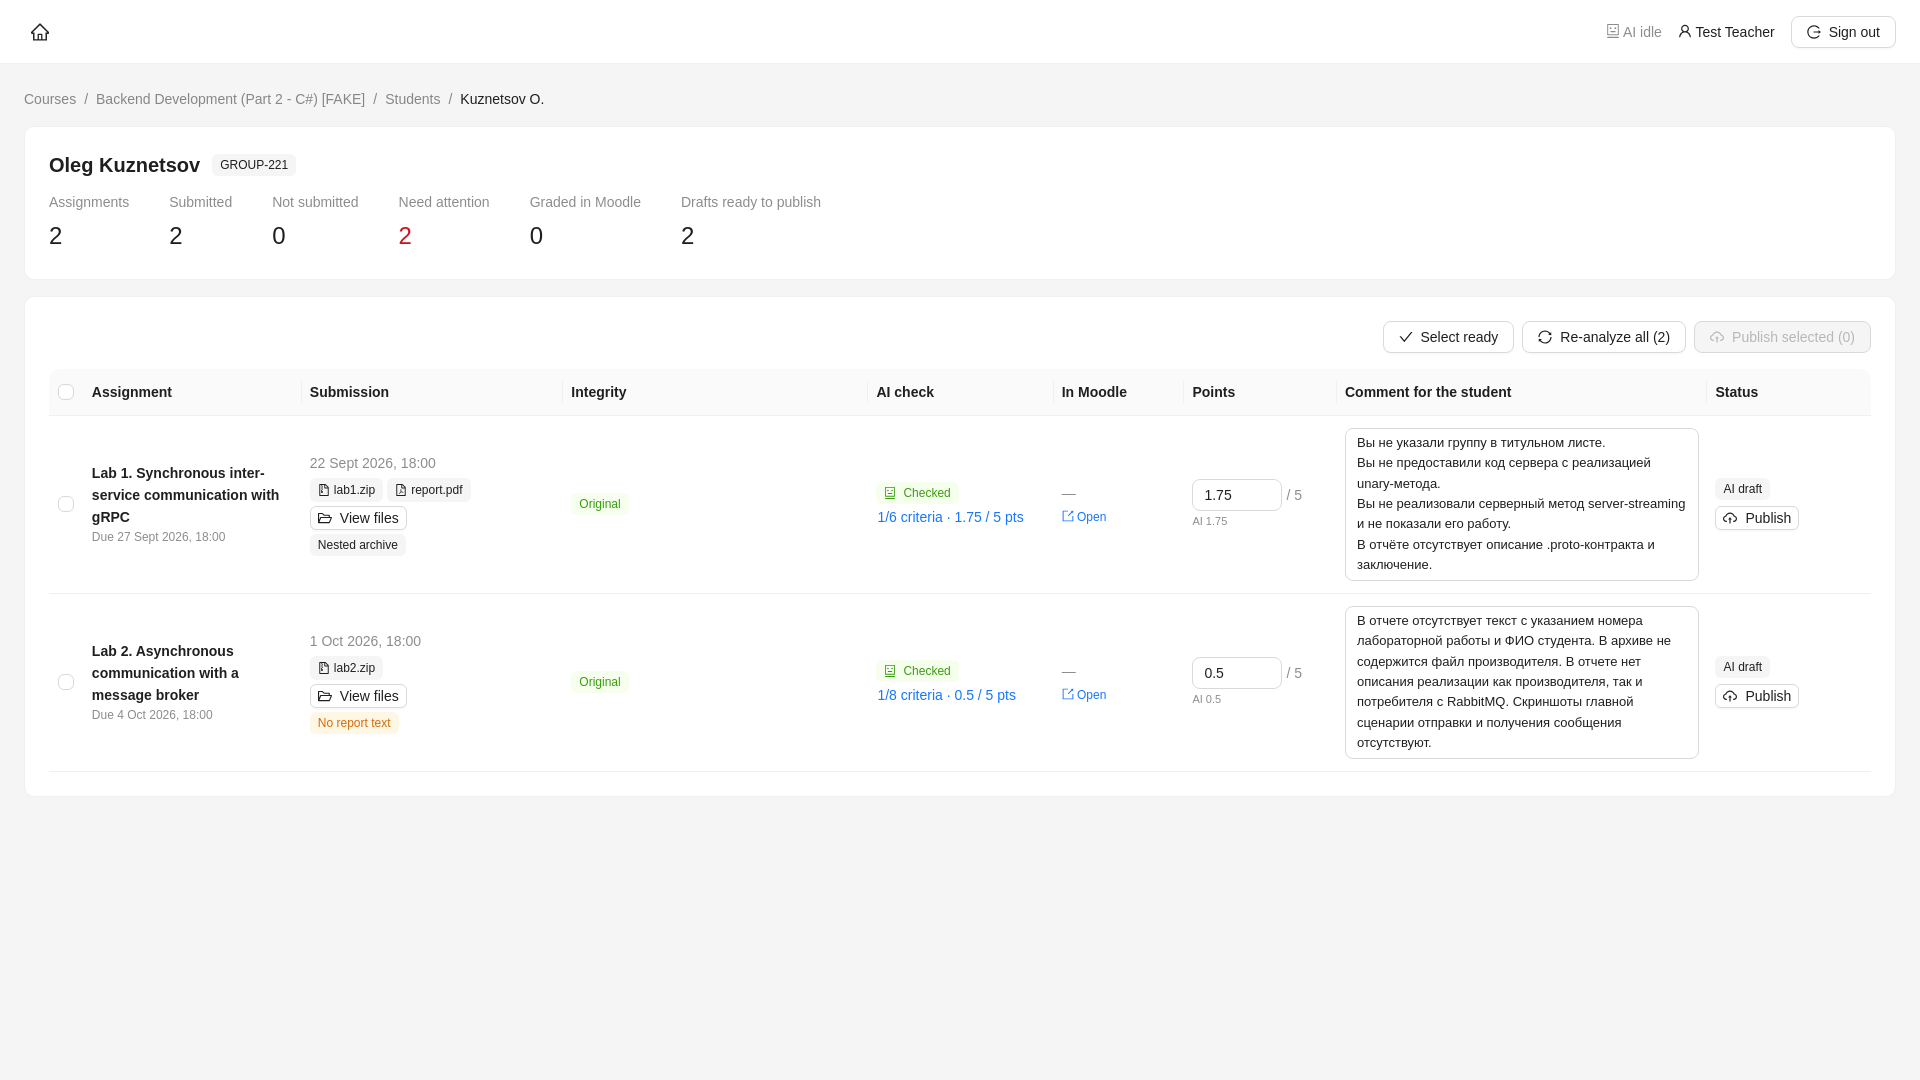 AI idle Test Teacher Sign out
Courses / Backend Development (Part 2 - C#) [FAKE] / Students / Kuznetsov O.
Oleg Kuznetsov GROUP-221
Assignments Submitted Not submitted Need attention Graded in Moodle Drafts ready to publish
2 2 0 2 0 2
Select ready Re-analyze all (2) Publish selected (0)
Assignment Submission Integrity AI check In Moodle Points Comment for the student Status
Lab 1. Synchronous inter-
service communication with
gRPC
Due 27 Sept 2026, 18:00
22 Sept 2026, 18:00
lab1.zip report.pdf
View files
Nested archive
Original
Checked
1/6 criteria · 1.75 / 5 pts
—
Open
1.75 / 5
AI 1.75
Вы не указали группу в титульном листе.
Вы не предоставили код сервера с реализацией
unary-метода.
Вы не реализовали серверный метод server-streaming
и не показали его работу.
В отчёте отсутствует описание .proto-контракта и
заключение.
AI draft
Publish
Lab 2. Asynchronous
communication with a
message broker
Due 4 Oct 2026, 18:00
1 Oct 2026, 18:00
lab2.zip
View files
No report text
Original
Checked
1/8 criteria · 0.5 / 5 pts
—
Open
0.5 / 5
AI 0.5
В отчете отсутствует текст с указанием номера
лабораторной работы и ФИО студента. В архиве не
содержится файл производителя. В отчете нет
описания реализации как производителя, так и
потребителя с RabbitMQ. Скриншоты главной
сценарии отправки и получения сообщения
отсутствуют.
AI draft
Publish